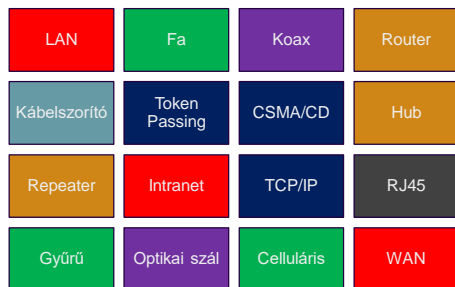 LAN
Fa
Koax
Router
Kábelszorító
Token
Passing
CSMA/CD
Hub
Repeater
Intranet
TCP/IP
RJ45
Gyűrű
Optikai szál
Celluláris
WAN